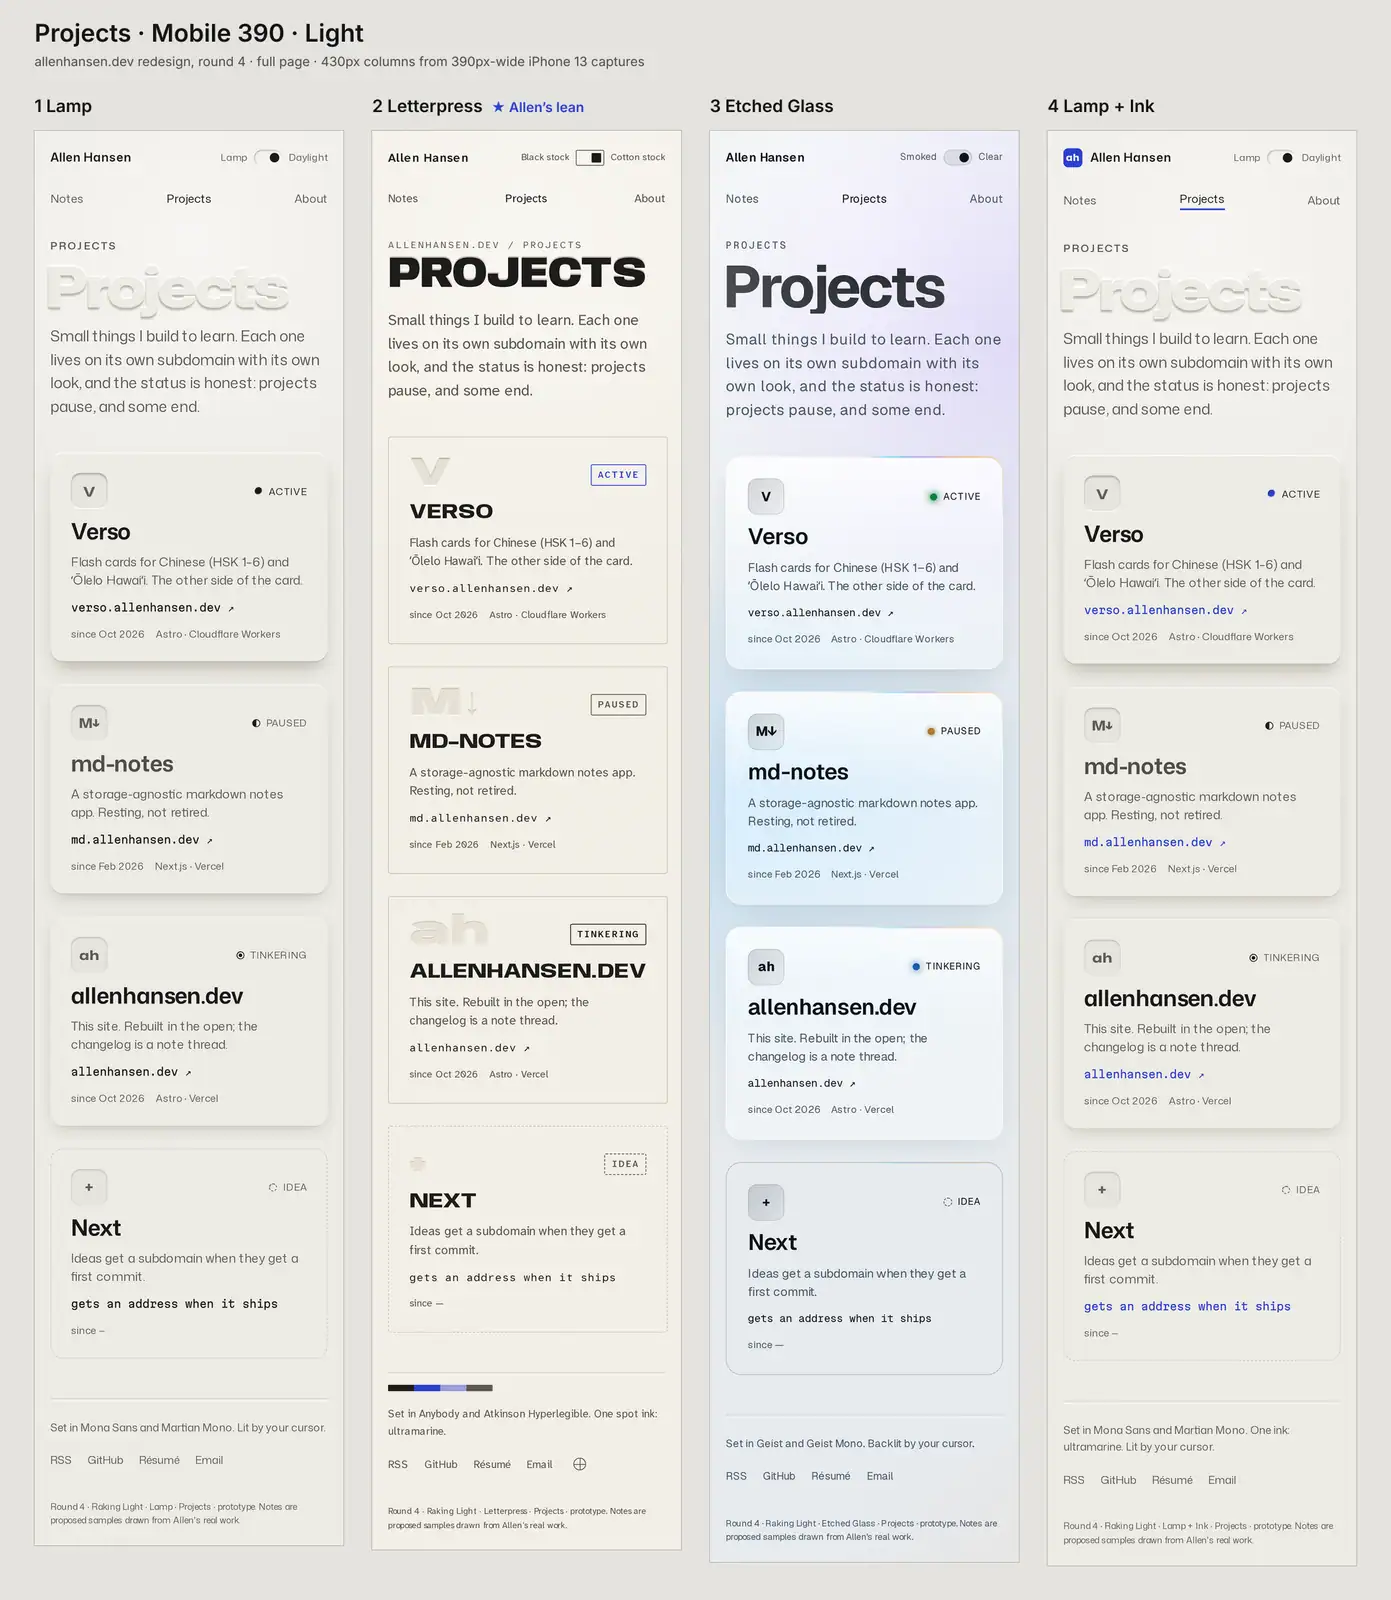 Projects · Mobile 390 · Light
allenhansen.dev redesign, round 4 · full page · 430px columns from 390px-wide iPhone 13 captures
1 Lamp
Allen Hansen
Lamp Daylight
Notes Projects About
PROJECTS
Projects
Small things I build to learn. Each one
lives on its own subdomain with its own
look, and the status is honest: projects
pause, and some end.
V
ACTIVE
Verso
Flash cards for Chinese (HSK 1–6) and
ʻŌlelo Hawaiʻi. The other side of the card.
verso.allenhansen.dev ↗
since Oct 2026 Astro · Cloudflare Workers
M↓
PAUSED
md-notes
A storage-agnostic markdown notes
app. Resting, not retired.
md.allenhansen.dev ↗
since Feb 2026 Next.js · Vercel
ah
TINKERING
allenhansen.dev
This site. Rebuilt in the open; the
changelog is a note thread.
allenhansen.dev ↗
since Oct 2026 Astro · Vercel
+
IDEA
Next
Ideas get a subdomain when they get a
first commit.
gets an address when it ships
since –
Set in Mona Sans and Martian Mono. Lit by your cursor.
RSS GitHub Résumé Email
Round 4 · Raking Light · Lamp · Projects · prototype. Notes are
proposed samples drawn from Allen's real work.
2 Letterpress ★ Allen's lean
Allen Hansen
Black stock Cotton stock
Notes Projects About
ALLENHANSEN.DEV / PROJECTS
PROJECTS
Small things I build to learn. Each one
lives on its own subdomain with its own
look, and the status is honest: projects
pause, and some end.
V
ACTIVE
VERSO
Flash cards for Chinese (HSK 1–6) and
ʻŌlelo Hawaiʻi. The other side of the card.
verso.allenhansen.dev ↗
since Oct 2026 Astro · Cloudflare Workers
M↓
PAUSED
MD-NOTES
A storage-agnostic markdown notes app.
Resting, not retired.
md.allenhansen.dev ↗
since Feb 2026 Next.js · Vercel
ah
TINKERING
ALLENHANSEN.DEV
This site. Rebuilt in the open; the
changelog is a note thread.
allenhansen.dev ↗
since Oct 2026 Astro · Vercel
IDEA
NEXT
Ideas get a subdomain when they get a
first commit.
gets an address when it ships
since —
Set in Anybody and Atkinson Hyperlegible. One spot ink:
ultramarine.
RSS GitHub Résumé Email
Round 4 · Raking Light · Letterpress · Projects · prototype. Notes are
proposed samples drawn from Allen's real work.
3 Etched Glass
Allen Hansen
Smoked Clear
Notes Projects About
PROJECTS
Projects
Small things I build to learn. Each one
lives on its own subdomain with its
own look, and the status is honest:
projects pause, and some end.
V
ACTIVE
Verso
Flash cards for Chinese (HSK 1–6) and
ʻŌlelo Hawaiʻi. The other side of the card.
verso.allenhansen.dev ↗
since Oct 2026 Astro · Cloudflare Workers
M↓
PAUSED
md-notes
A storage-agnostic markdown notes app.
Resting, not retired.
md.allenhansen.dev ↗
since Feb 2026 Next.js · Vercel
ah
TINKERING
allenhansen.dev
This site. Rebuilt in the open; the
changelog is a note thread.
allenhansen.dev ↗
since Oct 2026 Astro · Vercel
+
IDEA
Next
Ideas get a subdomain when they get a
first commit.
gets an address when it ships
since —
Set in Geist and Geist Mono. Backlit by your cursor.
RSS GitHub Résumé Email
Round 4 · Raking Light · Etched Glass · Projects · prototype. Notes are
proposed samples drawn from Allen's real work.
4 Lamp + Ink
ah Allen Hansen
Lamp Daylight
Notes Projects About
PROJECTS
Projects
Small things I build to learn. Each one
lives on its own subdomain with its own
look, and the status is honest: projects
pause, and some end.
V
ACTIVE
Verso
Flash cards for Chinese (HSK 1–6) and
ʻŌlelo Hawaiʻi. The other side of the card.
verso.allenhansen.dev ↗
since Oct 2026 Astro · Cloudflare Workers
M↓
PAUSED
md-notes
A storage-agnostic markdown notes
app. Resting, not retired.
md.allenhansen.dev ↗
since Feb 2026 Next.js · Vercel
ah
TINKERING
allenhansen.dev
This site. Rebuilt in the open; the
changelog is a note thread.
allenhansen.dev ↗
since Oct 2026 Astro · Vercel
+
IDEA
Next
Ideas get a subdomain when they get a
first commit.
gets an address when it ships
since –
Set in Mona Sans and Martian Mono. One ink:
ultramarine. Lit by your cursor.
RSS GitHub Résumé Email
Round 4 · Raking Light · Lamp + Ink · Projects · prototype. Notes are
proposed samples drawn from Allen's real work.